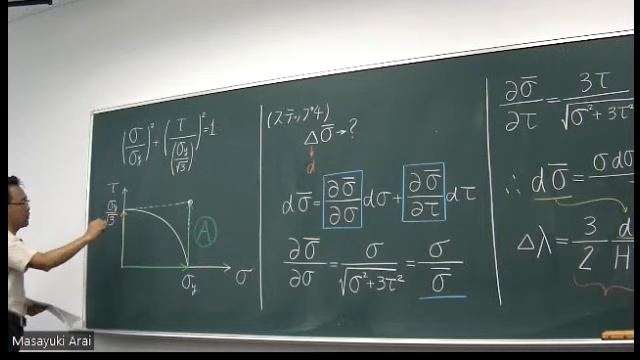 (σ/σy)² + (τ/(σy/√3))² = 1
τ
σy/√3
A
σy
σ
(ステップ4)
Δσ̄ → ?
d
dσ̄ = ∂σ̄/∂σ dσ + ∂σ̄/∂τ dτ
∂σ̄/∂σ = σ/√(σ²+3τ²) = σ/σ̄
∂σ̄/∂τ = 3τ/√(σ²+3τ²
∴ dσ̄ = σdσ
Δλ = 3/2 d/H
Masayuki Arai